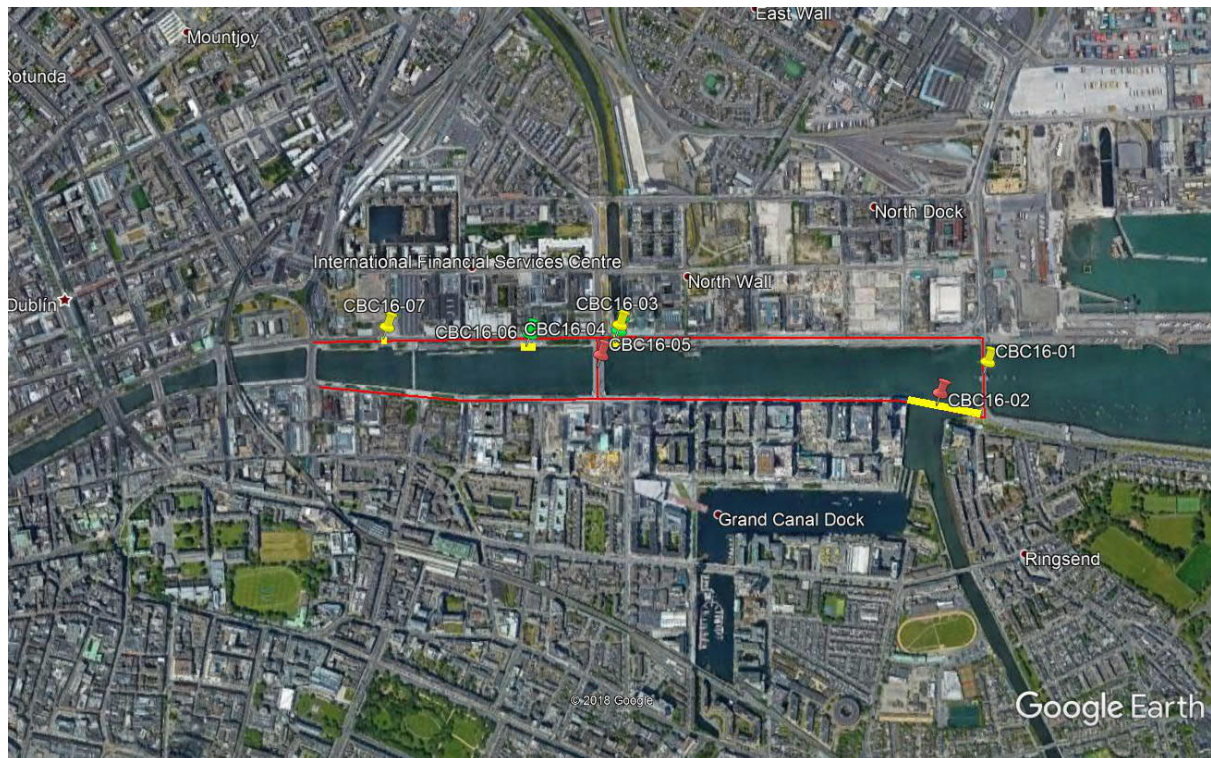 East Wall
Mountjoy
Rotunda
North Dock
International Financial Services Centre
North Wall
Dublín
CBC16-07
CBC16-03
CBC16-06
CBC16-04
CBC16-05
CBC16-01
CBC16-02
Grand Canal Dock
Ringsend
© 2018 Google
Google Earth